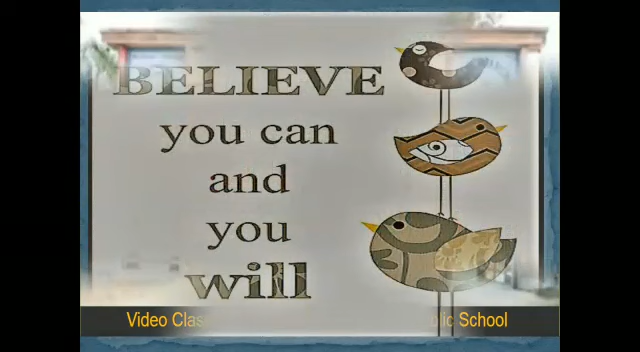 BELIEVE
you can
and
you
will
Video Clas
lic School